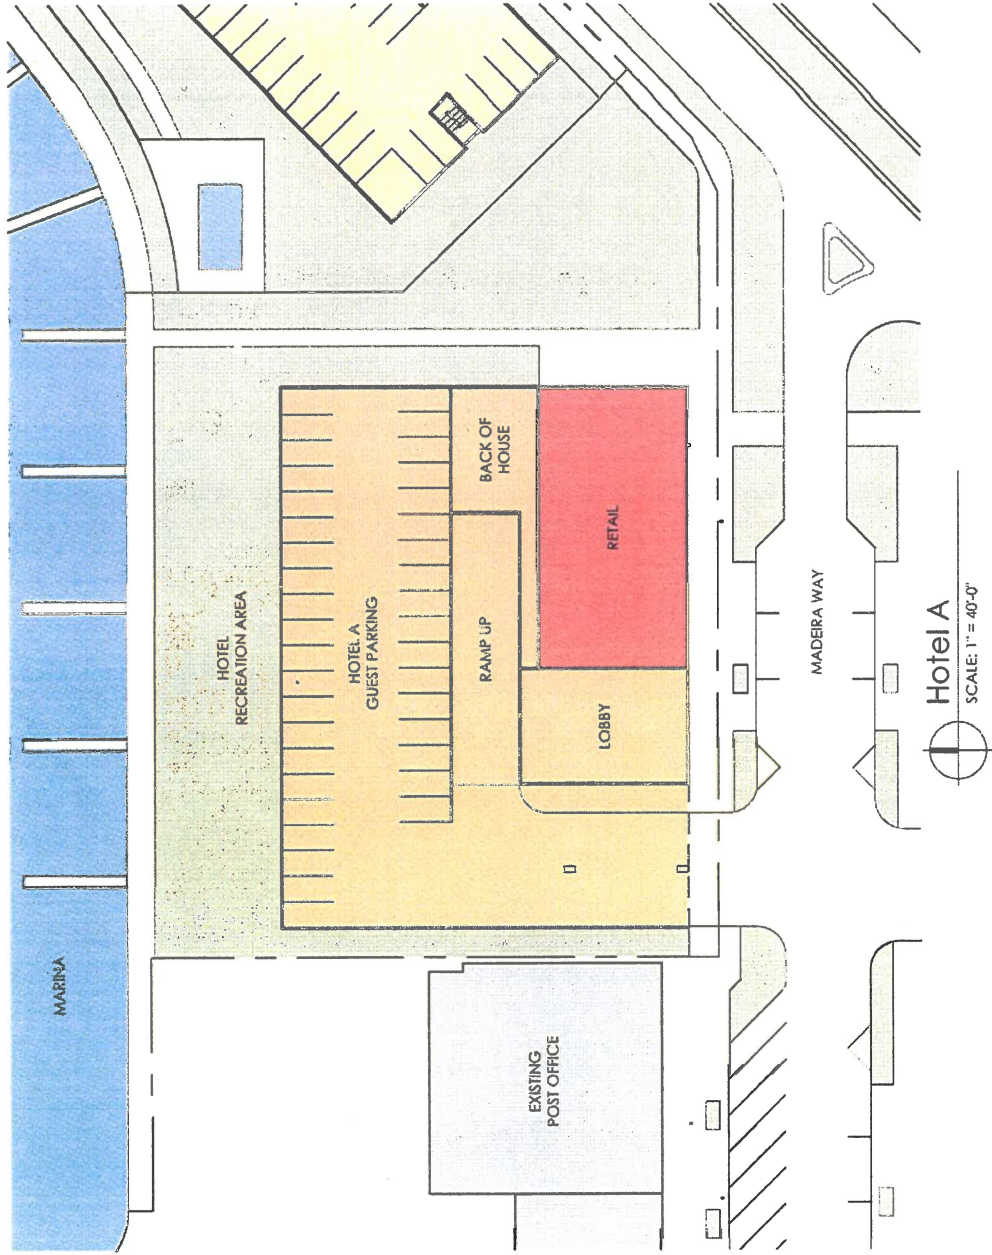 MARINA
HOTEL
RECREATION AREA
HOTEL A
GUEST PARKING
BACK OF
HOUSE
RAMP UP
RETAIL
LOBBY
EXISTING
POST OFFICE
MADEIRA WAY
Hotel A
SCALE: 1" = 40'-0"